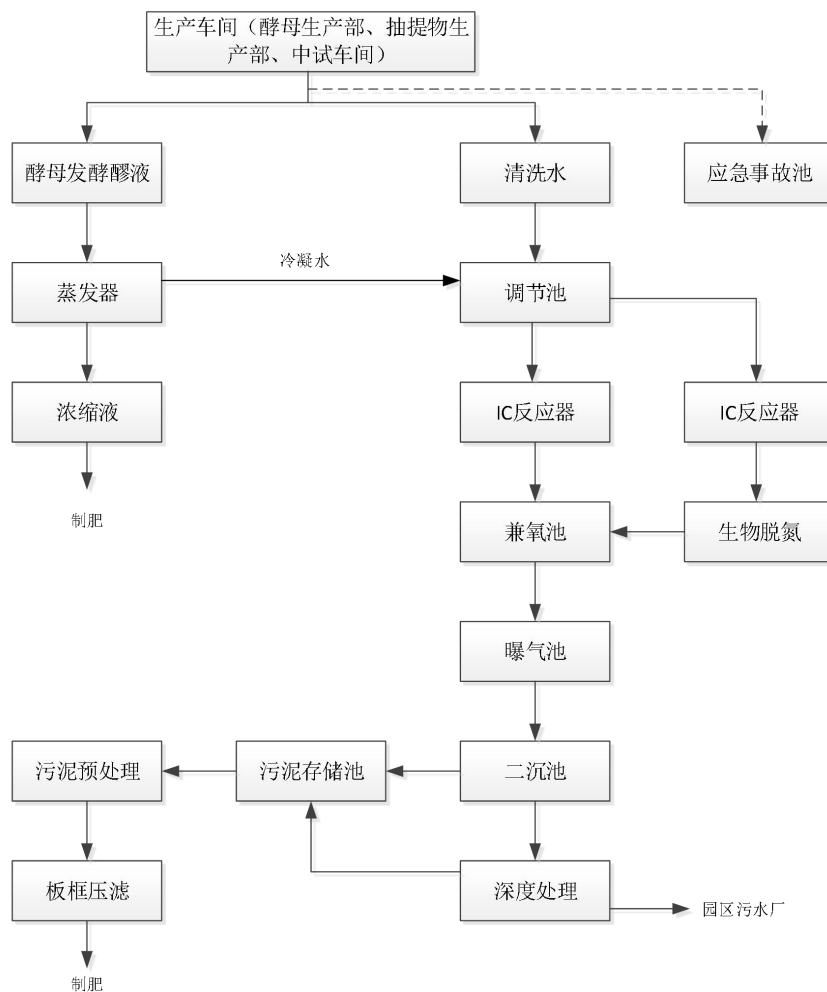 生产车间（酵母生产部、抽提物生
产部、中试车间）
酵母发酵醪液
清洗水
应急事故池
冷凝水
蒸发器
调节池
浓缩液
IC反应器
IC反应器
制肥
兼氧池
生物脱氮
曝气池
污泥预处理
污泥存储池
二沉池
板框压滤
深度处理
园区污水厂
制肥